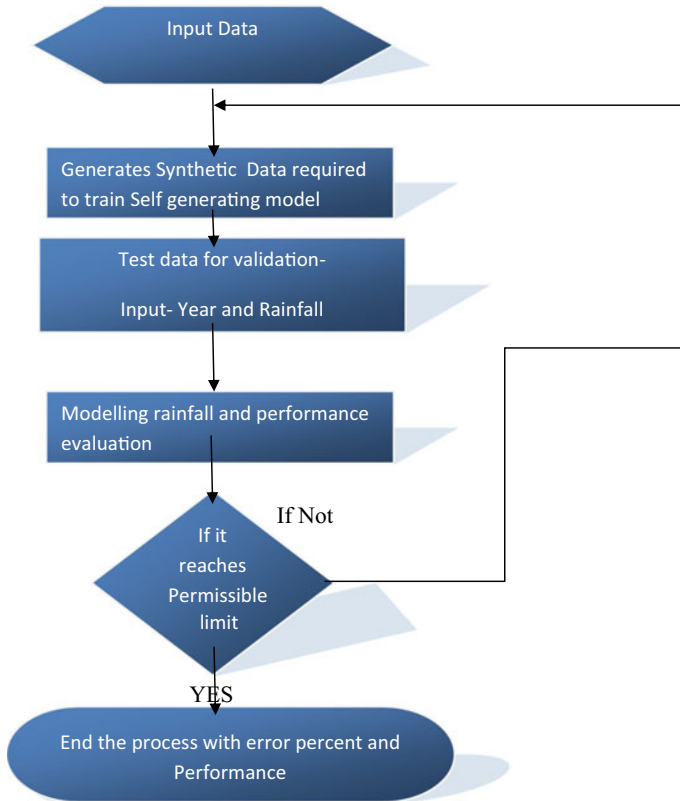 Input Data
Generates Synthetic Data required
to train Self generating model
Test data for validation-
Input- Year and Rainfall
Modelling rainfall and performance
evaluation
If Not
If it
reaches
Permissible
limit
YES
End the process with error percent and
Performance